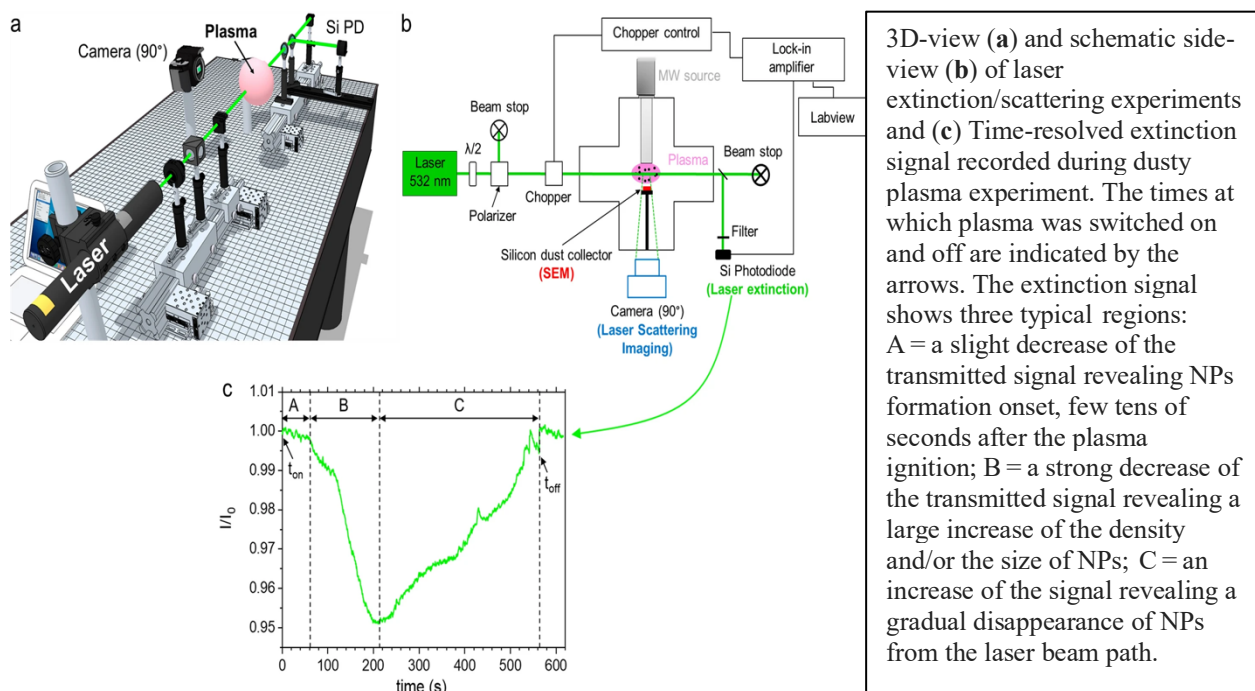 a
Camera (90°)
Plasma
Si PD
Laser
b
Chopper control
Lock-in
amplifier
Labview
MW source
Beam stop
λ/2
Laser
532 nm
Polarizer
Chopper
Plasma
Beam stop
Filter
Silicon dust collector
(SEM)
Si Photodiode
(Laser extinction)
Camera (90°)
(Laser Scattering
Imaging)
c
1.01
1.00
0.99
0.98
0.97
0.96
0.95
I/I₀
A
B
C
tₒₙ
t_off
0 100 200 300 400 500 600
time (s)
3D-view (a) and schematic side-
view (b) of laser
extinction/scattering experiments
and (c) Time-resolved extinction
signal recorded during dusty
plasma experiment. The times at
which plasma was switched on
and off are indicated by the
arrows. The extinction signal
shows three typical regions:
A = a slight decrease of the
transmitted signal revealing NPs
formation onset, few tens of
seconds after the plasma
ignition; B = a strong decrease of
the transmitted signal revealing a
large increase of the density
and/or the size of NPs; C = an
increase of the signal revealing a
gradual disappearance of NPs
from the laser beam path.